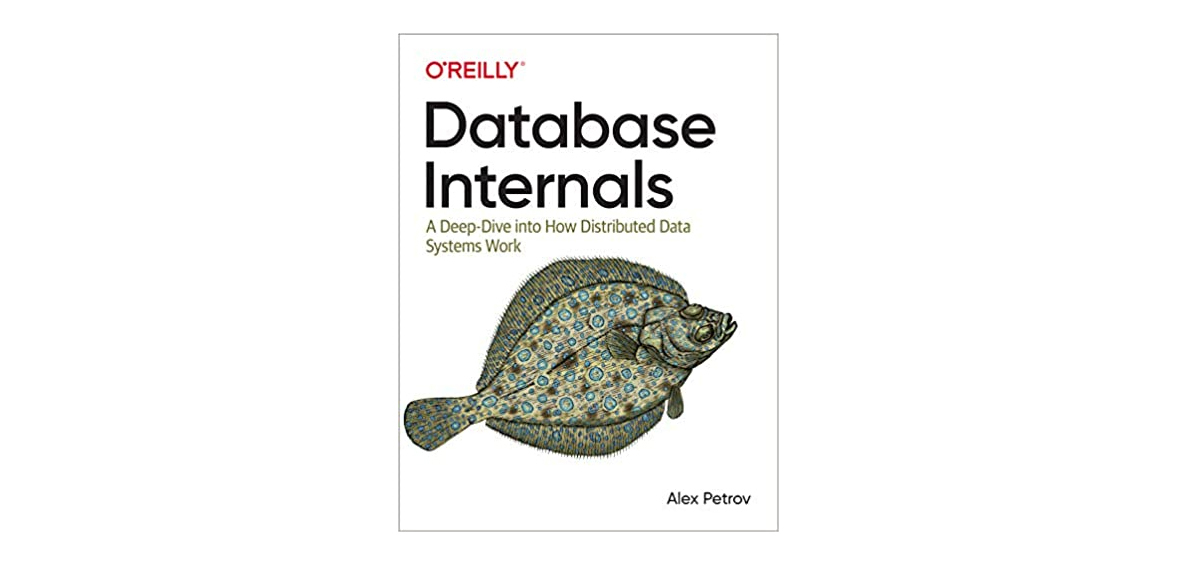 O'REILLY®
Database
Internals
A Deep-Dive into How Distributed Data
Systems Work
Alex Petrov